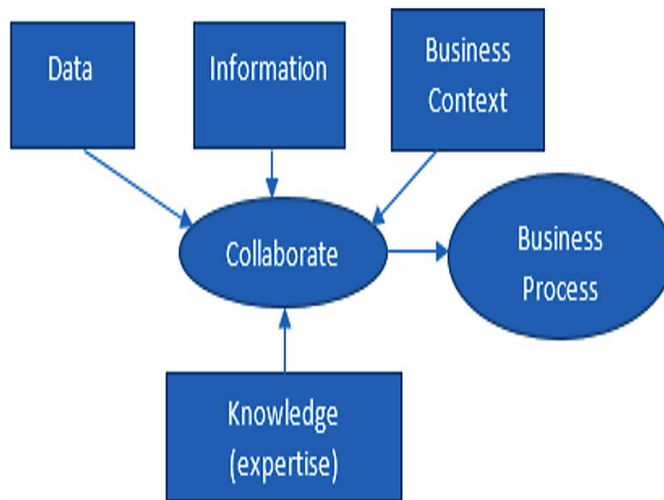 Data
Information
Business
Context
Collaborate
Business
Process
Knowledge
(expertise)